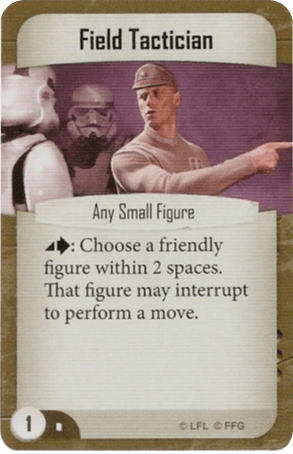 Field Tactician
Any Small Figure
: Choose a friendly
figure within 2 spaces.
That figure may interrupt
to perform a move.
1
© LFL © FFG